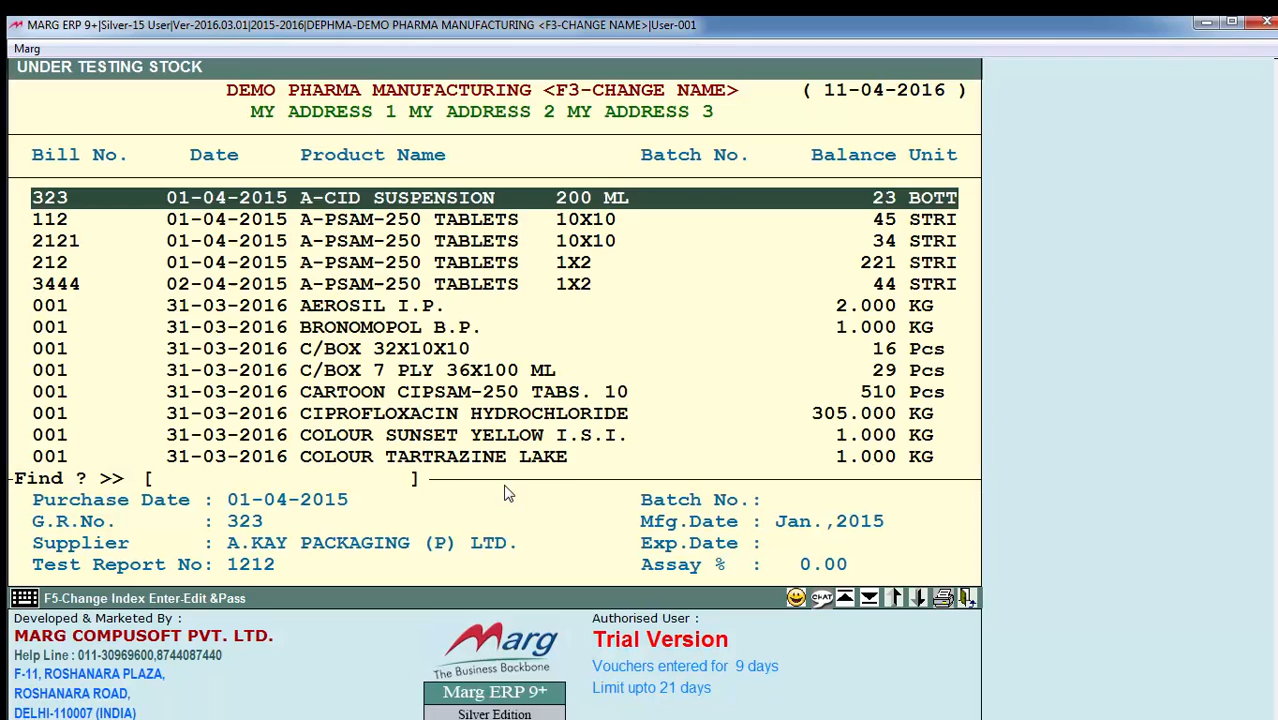 MARG ERP 9+|Silver-15 User|Ver-2016.03.01|2015-2016|DEPHMA-DEMO PHARMA MANUFACTURING <F3-CHANGE NAME>|User-001
Marg
UNDER TESTING STOCK
DEMO PHARMA MANUFACTURING <F3-CHANGE NAME> ( 11-04-2016 )
MY ADDRESS 1 MY ADDRESS 2 MY ADDRESS 3
Bill No. Date Product Name Batch No. Balance Unit
323 01-04-2015 A-CID SUSPENSION 200 ML 23 BOTT
112 01-04-2015 A-PSAM-250 TABLETS 10X10 45 STRI
2121 01-04-2015 A-PSAM-250 TABLETS 10X10 34 STRI
212 01-04-2015 A-PSAM-250 TABLETS 1X2 221 STRI
3444 02-04-2015 A-PSAM-250 TABLETS 1X2 44 STRI
001 31-03-2016 AEROSIL I.P. 2.000 KG
001 31-03-2016 BRONOMOPOL B.P. 1.000 KG
001 31-03-2016 C/BOX 32X10X10 16 Pcs
001 31-03-2016 C/BOX 7 PLY 36X100 ML 29 Pcs
001 31-03-2016 CARTOON CIPSAM-250 TABS. 10 510 Pcs
001 31-03-2016 CIPROFLOXACIN HYDROCHLORIDE 305.000 KG
001 31-03-2016 COLOUR SUNSET YELLOW I.S.I. 1.000 KG
001 31-03-2016 COLOUR TARTRAZINE LAKE 1.000 KG
Find ? >> [ ]
Purchase Date : 01-04-2015 Batch No.:
G.R.No. : 323 Mfg.Date : Jan.,2015
Supplier : A.KAY PACKAGING (P) LTD. Exp.Date :
Test Report No: 1212 Assay % : 0.00
F5-Change Index Enter-Edit &Pass CHAT
Developed & Marketed By :
MARG COMPUSOFT PVT. LTD.
Help Line : 011-30969600,8744087440
F-11, ROSHANARA PLAZA,
ROSHANARA ROAD,
DELHI-110007 (INDIA)
Marg
The Business Backbone
Marg ERP 9+
Silver Edition
Authorised User :
Trial Version
Vouchers entered for 9 days
Limit upto 21 days